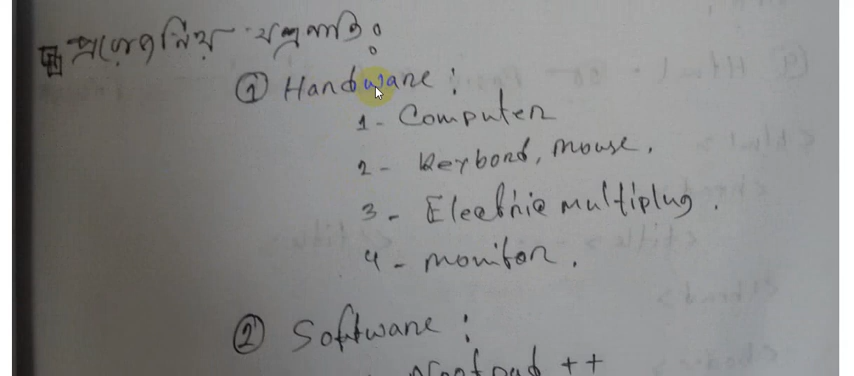 প্রয়োজনিয় যন্ত্রপাতি :
① Handware :
1 - Computer
2 - Keybord, mouse.
3 - Electric multiplug.
4 - monitor.
② Software :
++